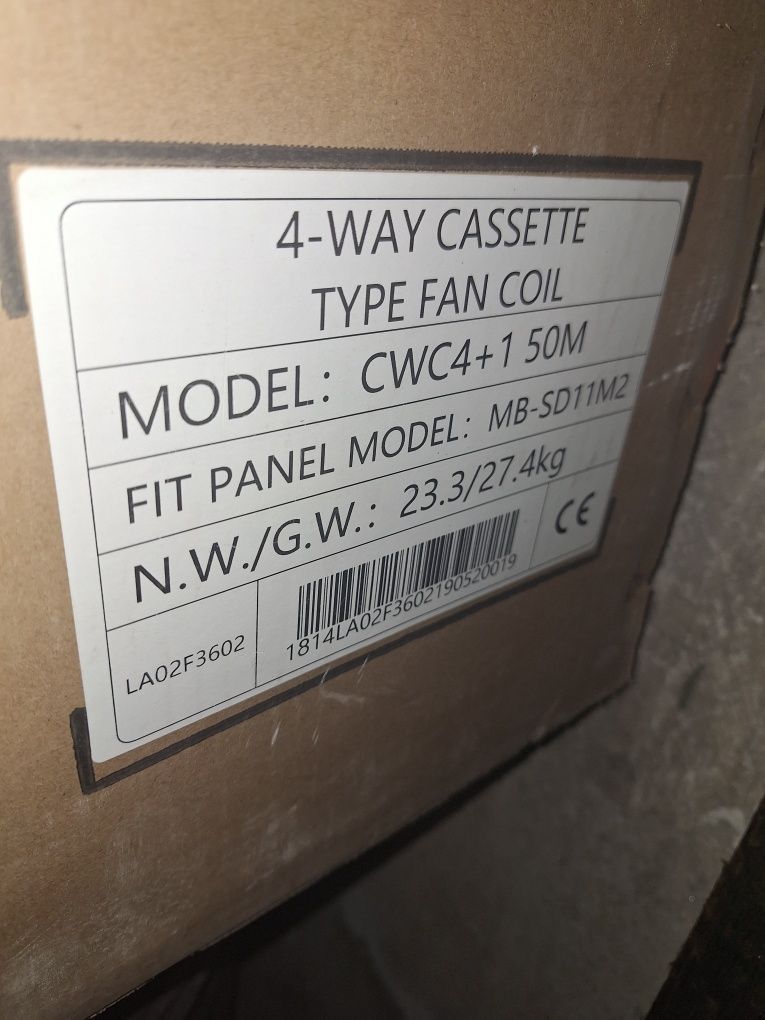 4-WAY CASSETTE
TYPE FAN COIL
MODEL: CWC4+1 50M
FIT PANEL MODEL: MB-SD11M2
N.W./G.W.: 23.3/27.4kg
CE
LA02F3602
1814LA02F3602190520019